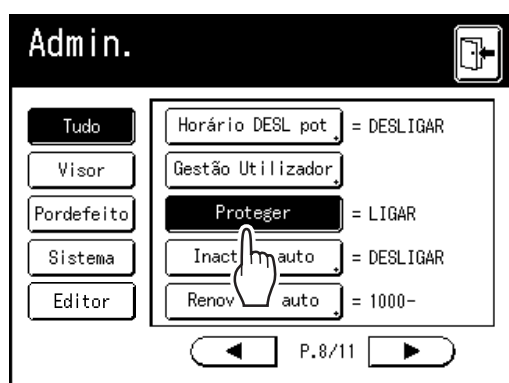 Admin.
Tudo
Visor
Pordefeito
Sistema
Editor
Horário DESL pot = DESLIGAR
Gestão Utilizador
Proteger = LIGAR
auto = DESLIGAR
auto = 1000-
P.8/11